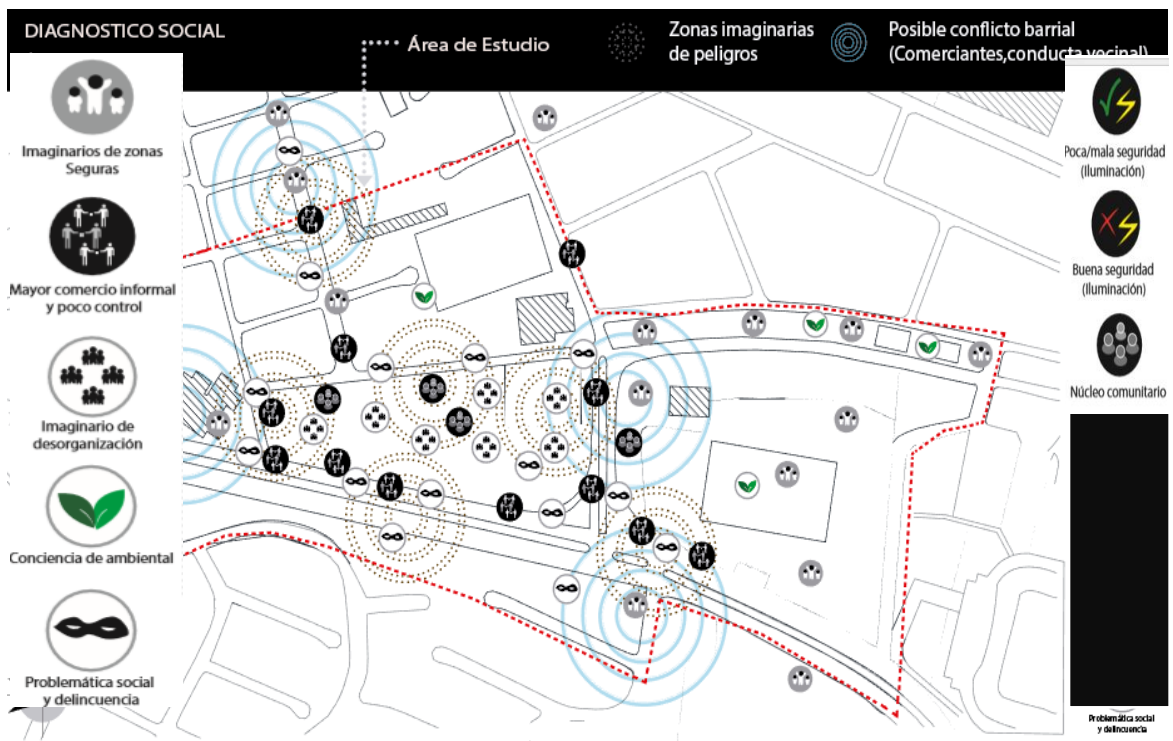 DIAGNOSTICO SOCIAL
Área de Estudio
Zonas imaginarias
de peligros
Posible conflicto barrial
(Comerciantes,conducta vecinal)
Imaginarios de zonas
Seguras
Mayor comercio informal
y poco control
Imaginario de
desorganización
Conciencia de ambiental
Problemática social
y delincuencia
Poca/mala seguridad
(Iluminación)
Buena seguridad
(Iluminación)
Núcleo comunitario
Problemática social
y delincuencia